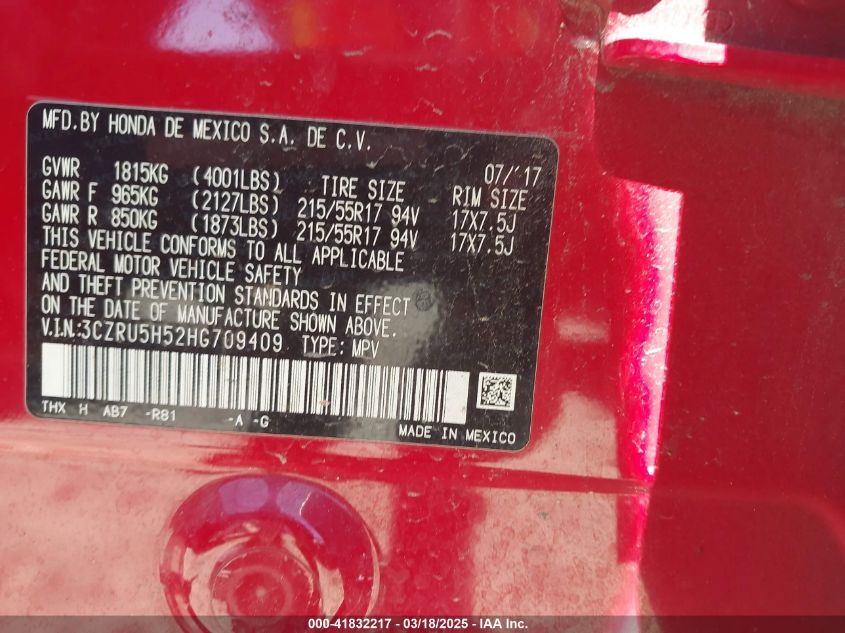 MFD.BY HONDA DE MEXICO S.A. DE C.V.
07/'17
GVWR 1815KG (4001LBS) TIRE SIZE RIM SIZE
GAWR F 965KG (2127LBS) 215/55R17 94V 17X7.5J
GAWR R 850KG (1873LBS) 215/55R17 94V 17X7.5J
THIS VEHICLE CONFORMS TO ALL APPLICABLE
FEDERAL MOTOR VEHICLE SAFETY
AND THEFT PREVENTION STANDARDS IN EFFECT
ON THE DATE OF MANUFACTURE SHOWN ABOVE.
V.I.N.:3CZRU5H52HG709409 TYPE: MPV
THX H AB7 -R81 -A -G
MADE IN MEXICO
000-41832217 - 03/18/2025 - IAA Inc.